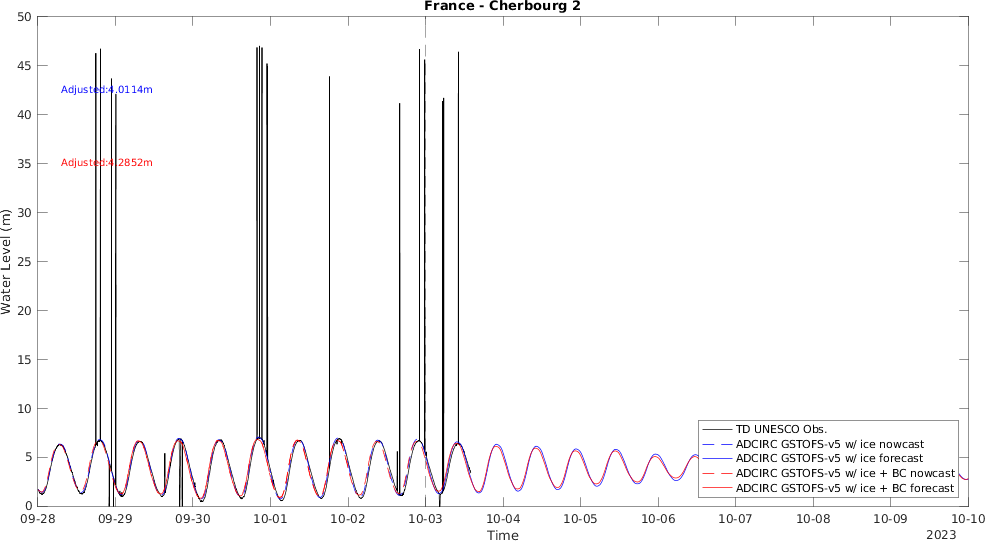 France - Cherbourg 2
50
45
40
35
30
25
20
15
10
5
0
Water Level (m)
Adjusted:4.0114m
Adjusted:4.2852m
TD UNESCO Obs.
ADCIRC GSTOFS-v5 w/ ice nowcast
ADCIRC GSTOFS-v5 w/ ice forecast
ADCIRC GSTOFS-v5 w/ ice + BC nowcast
ADCIRC GSTOFS-v5 w/ ice + BC forecast
09-28 09-29 09-30 10-01 10-02 10-03 10-04 10-05 10-06 10-07 10-08 10-09 10-10
Time
2023